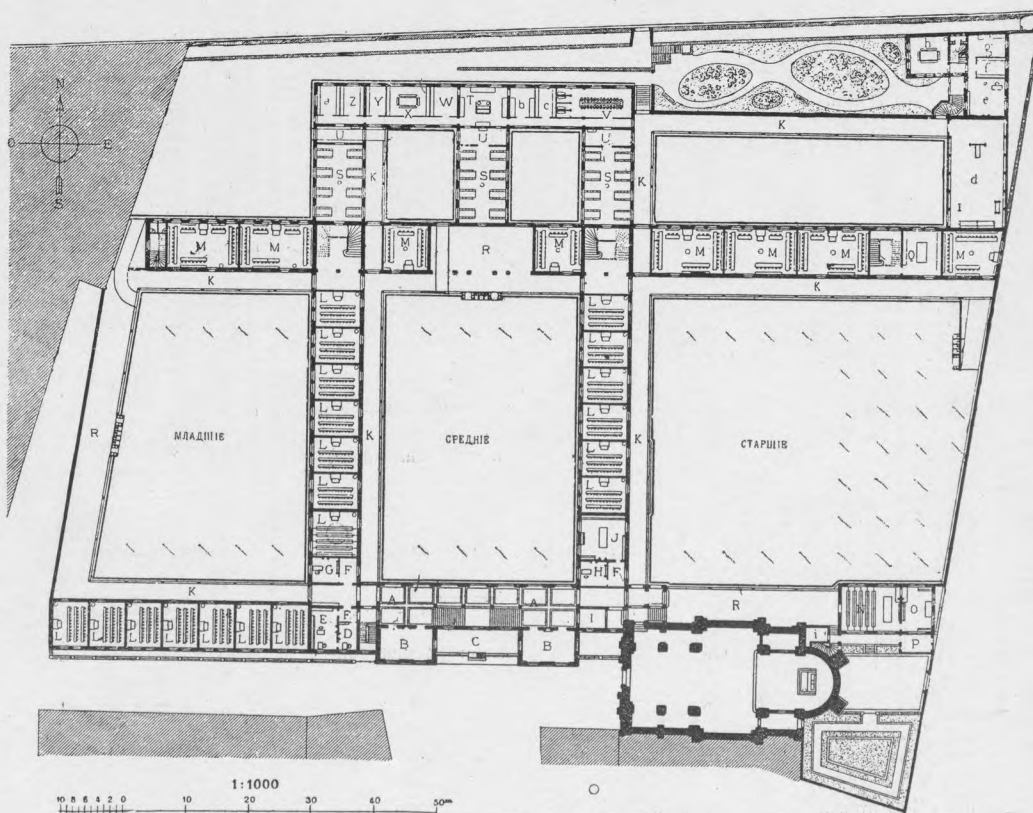 h
g
f
N
a Z Y X W T b c V
e
K
O E
U U U
S K S S K
d
I
S
M M M R M M M M Q M
K K
L L
L L
L L
R МЛАДШІЕ L K СРЕДНІЕ L K СТАРШІЕ
L L
L L
L J
G F H F
K A A R N O
L L L L L L L E F D B C B I i P
1:1000
10 8 6 4 2 0 10 20 30 40 50